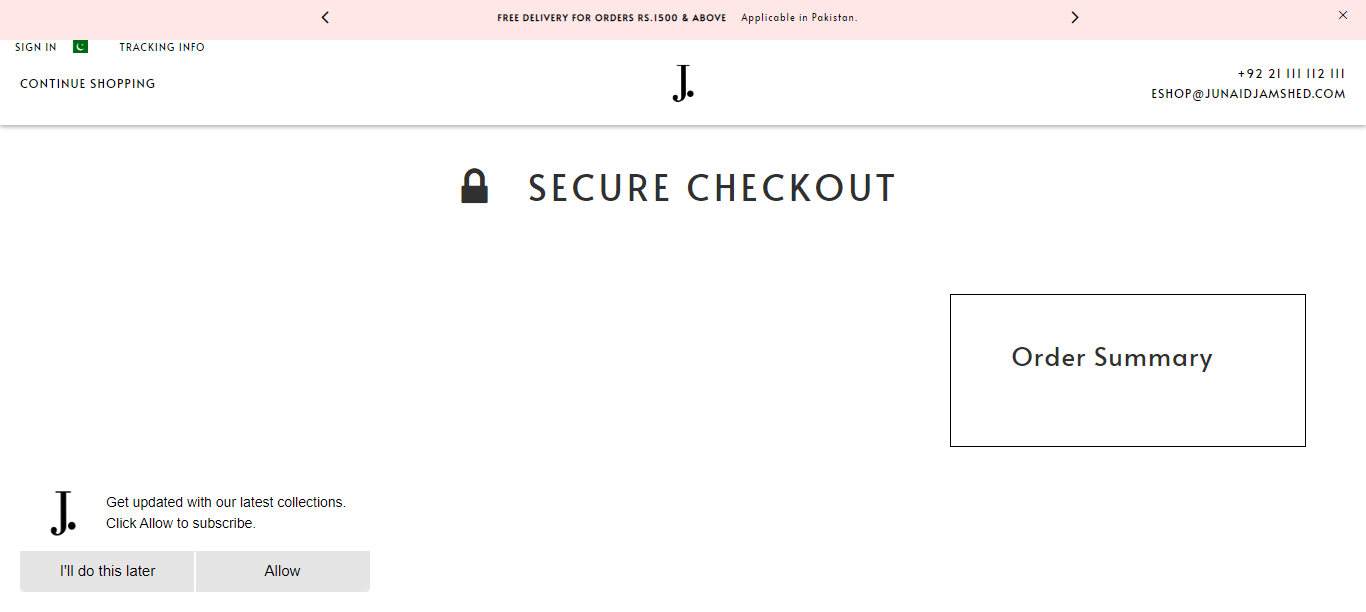 FREE DELIVERY FOR ORDERS RS.1500 & ABOVE Applicable in Pakistan.
SIGN IN TRACKING INFO
CONTINUE SHOPPING
J.
+92 21 111 112 111
ESHOP@JUNAIDJAMSHED.COM
SECURE CHECKOUT
Order Summary
J.
Get updated with our latest collections.
Click Allow to subscribe.
I'll do this later Allow